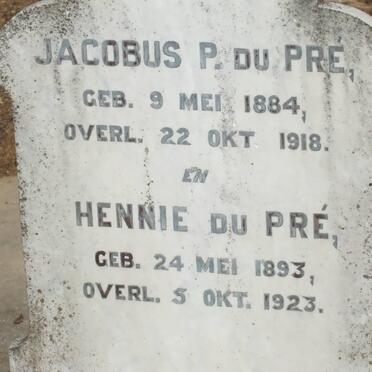 JACOBUS P. DU PRÉ,
GEB. 9 MEI 1884,
OVERL. 22 OKT 1918.
EN
HENNIE DU PRÉ,
GEB. 24 MEI 1893,
OVERL. 5 OKT. 1923.